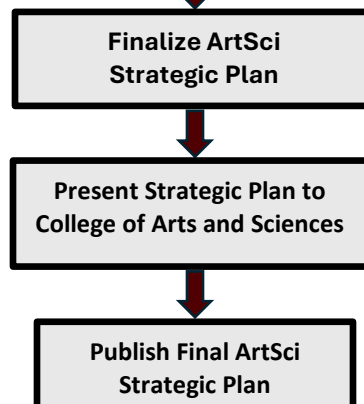 Finalize ArtSci
Strategic Plan
Present Strategic Plan to
College of Arts and Sciences
Publish Final ArtSci
Strategic Plan